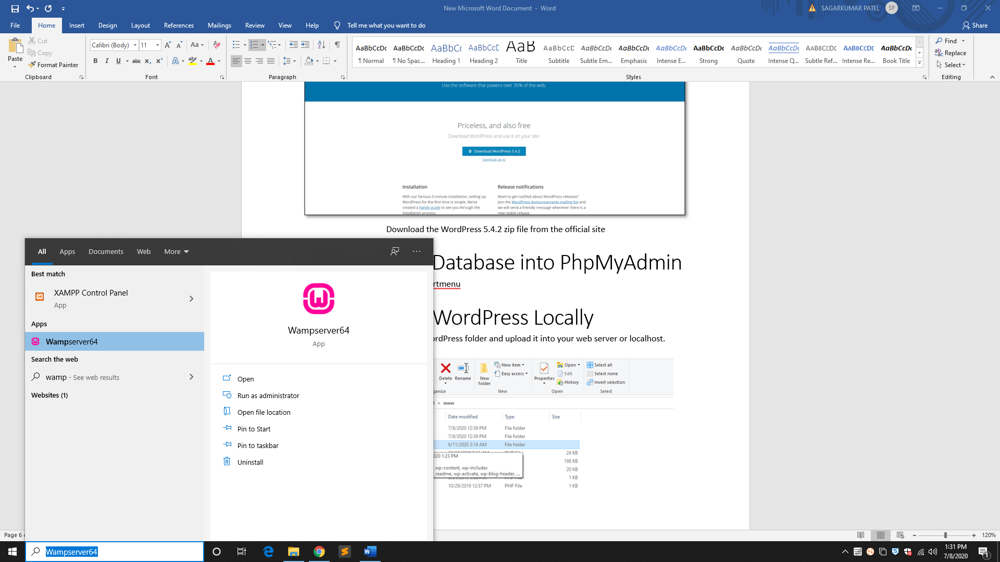 New Microsoft Word Document - Word
SAGARKUMAR PATEL
SP
File
Home
Insert
Design
Layout
References
Mailings
Review
View
Help
Tell me what you want to do
Share
Paste
Cut
Copy
Format Painter
Clipboard
Calibri (Body)
11
Font
Paragraph
AaBbCcDc
¶ Normal
AaBbCcDc
¶ No Spac...
AaBbCc
Heading 1
AaBbCcD
Heading 2
AaB
Title
AaBbCcD
Subtitle
AaBbCcDc
Subtle Em...
AaBbCcDc
Emphasis
AaBbCcDc
Intense E...
AaBbCcDc
Strong
AaBbCcDc
Quote
AaBbCcDc
Intense Q...
AABBCCDD
Subtle Ref...
AABBCCDD
Intense Re...
AaBbCcDc
Book Title
Styles
Find
Replace
Select
Editing
Use the software that powers over 35% of the web.
Priceless, and also free
Download WordPress and use it on your site.
Download WordPress 5.4.2
Download .tar.gz
Installation
With our famous 5-minute installation, setting up
WordPress for the first time is simple. We've
created a handy guide to see you through the
installation process.
Release notifications
Want to get notified about WordPress releases?
Join the WordPress Announcements mailing list and
we will send a friendly message whenever there is a
new stable release.
Download the WordPress 5.4.2 zip file from the official site
Database into PhpMyAdmin
rtmenu
WordPress Locally
ordPress folder and upload it into your web server or localhost.
Delete
Rename
New folder
New item
Easy access
Properties
Open
Edit
History
Select all
Select none
Invert selection
ganize
New
Open
Select
> www
Date modified
Type
Size
7/8/2020 12:59 PM File folder
7/8/2020 12:59 PM File folder
6/11/2020 3:18 AM File folder
24 KB
020 1:23 PM
198 KB
wp-content, wp-includes
20 KB
, readme, wp-activate, wp-blog-header, ...
1 KB
10/29/2019 12:57 PM PHP File 1 KB
All
Apps
Documents
Web
More
Best match
XAMPP Control Panel
App
Apps
Wampserver64
Search the web
wamp - See web results
Websites (1)
Wampserver64
App
Open
Run as administrator
Open file location
Pin to Start
Pin to taskbar
Uninstall
Page 6
120%
Wampserver64
1:31 PM
7/8/2020
1